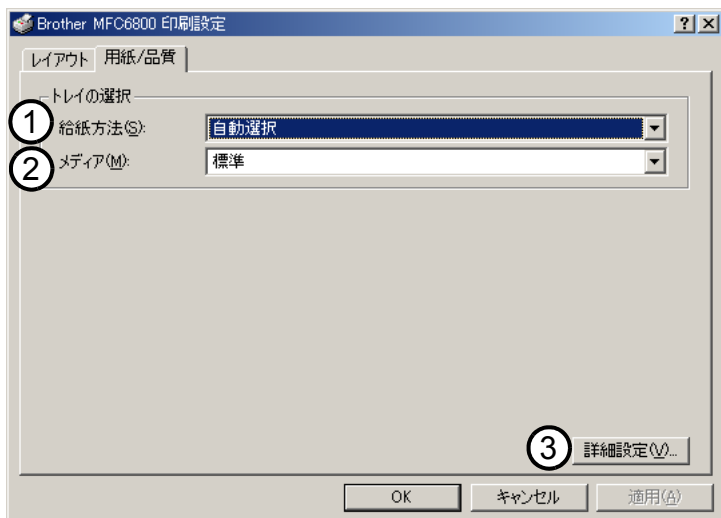 Brother MFC6800 印刷設定
レイアウト 用紙/品質
トレイの選択
① 給紙方法(S): 自動選択
② メディア(M): 標準
③ 詳細設定(V)...
OK キャンセル 適用(A)